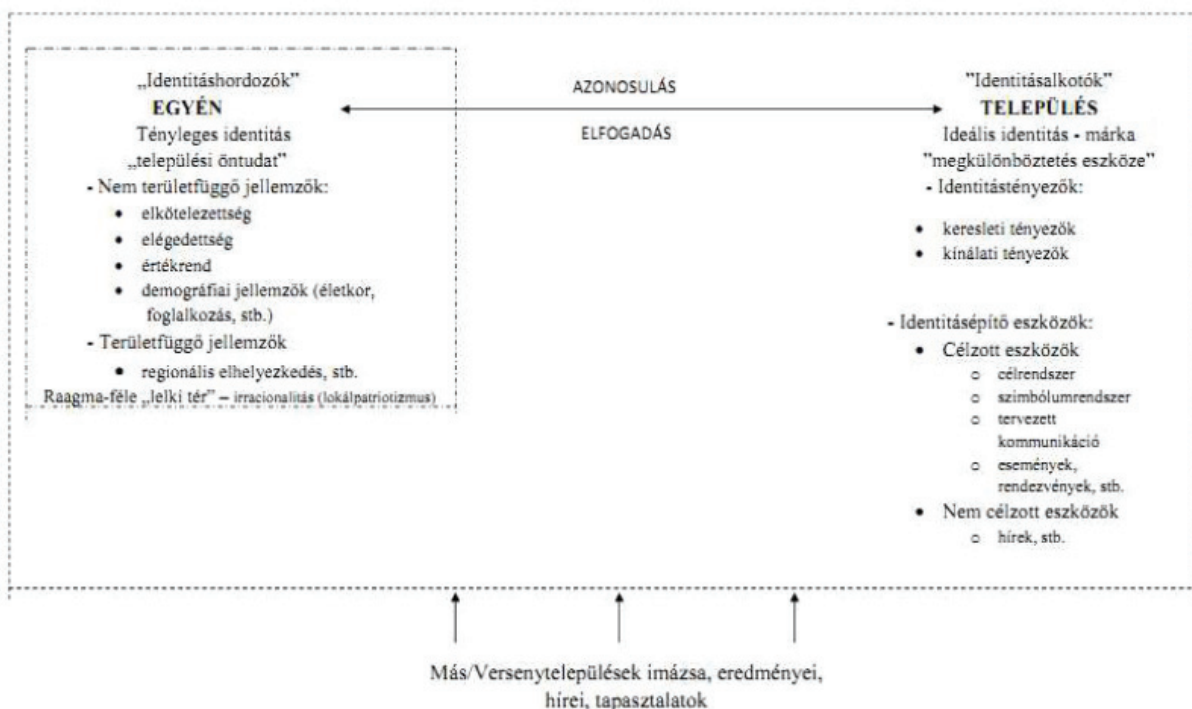 „Identitáshordozók”
EGYÉN
Tényleges identitás
„települési öntudat”
- Nem területfüggő jellemzők:
• elkötelezettség
• elégedettség
• értékrend
• demográfiai jellemzők (életkor,
foglalkozás, stb.)
- Területfüggő jellemzők
• regionális elhelyezkedés, stb.
Raagma-féle „lelki tér” – irracionalitás (lokálpatriotizmus)
AZONOSULÁS
ELFOGADÁS
"Identitásalkotók"
TELEPÜLÉS
Ideális identitás - márka
"megkülönböztetés eszköze"
- Identitástényezők:
• keresleti tényezők
• kínálati tényezők
- Identitásépítő eszközök:
• Célzott eszközök
o célrendszer
o szimbólumrendszer
o tervezett
kommunikáció
o események,
rendezvények, stb.
• Nem célzott eszközök
o hírek, stb.
Más/Versenytelepülések imázsa, eredményei,
hírei, tapasztalatok